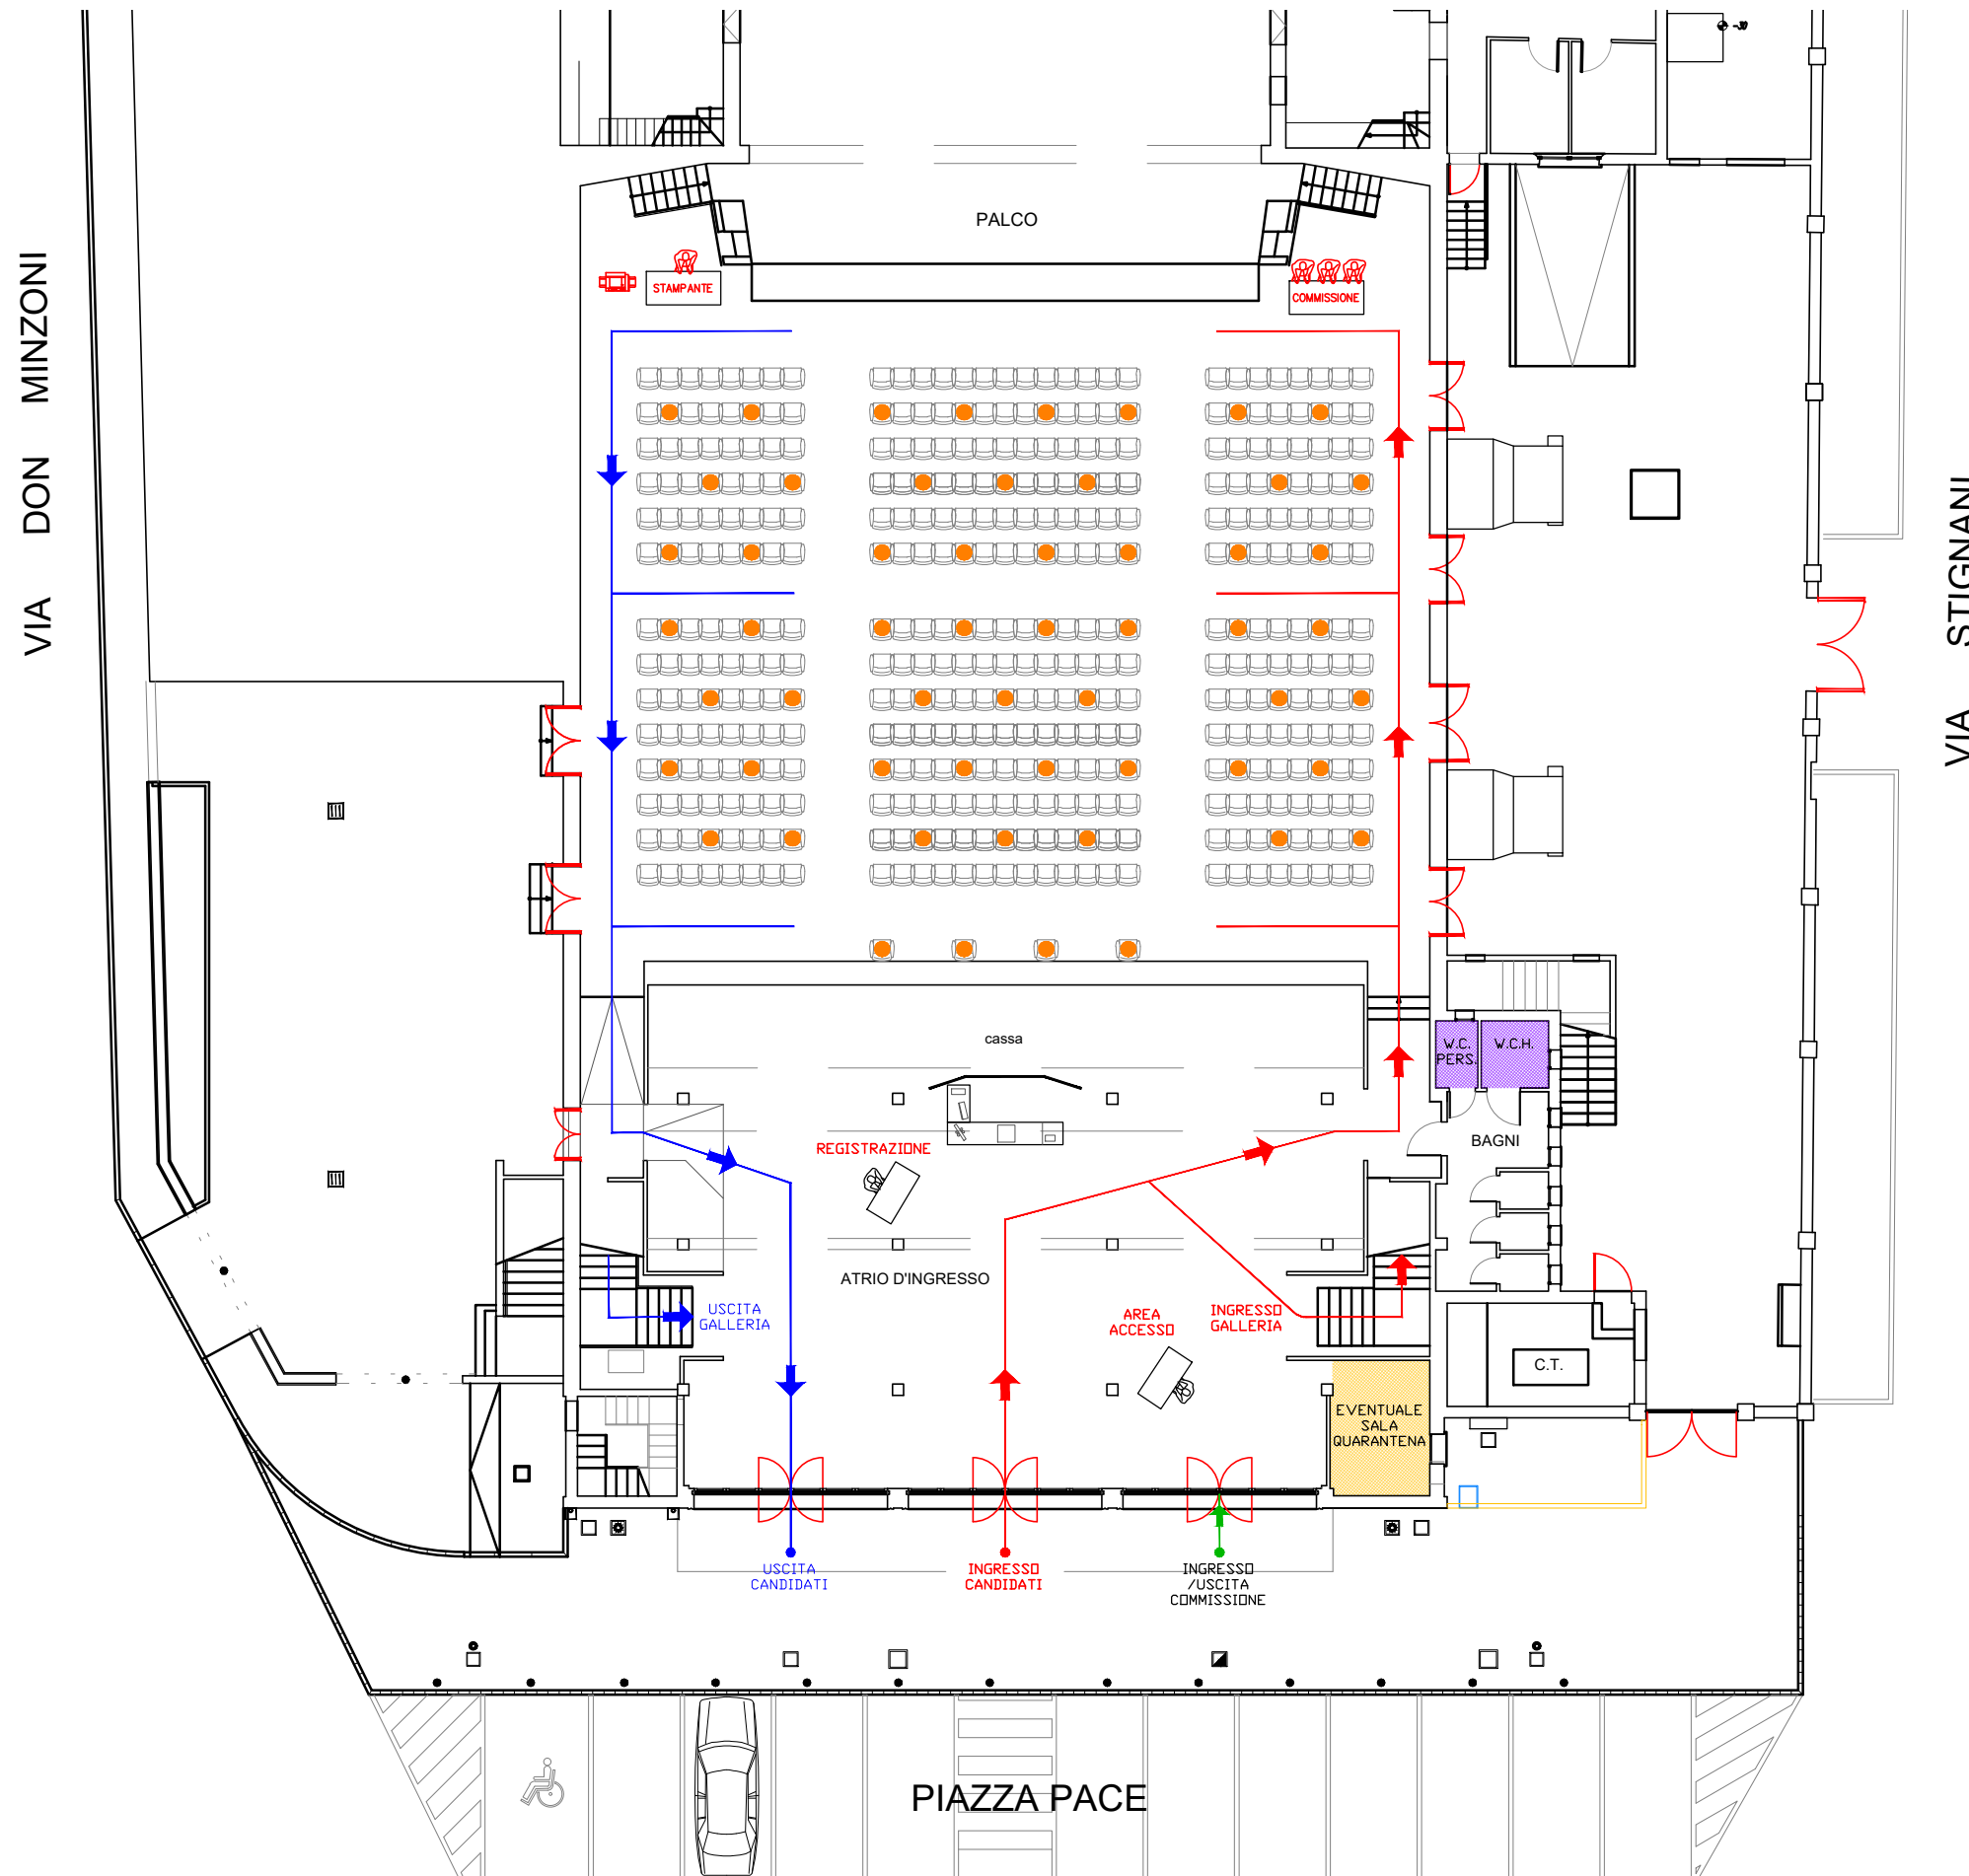 -30
PALCO
STAMPANTE
COMMISSIONE
VIA DON MINZONI
VIA STIGNANI
cassa
W.C.
PERS.
W.C.H.
BAGNI
REGISTRAZIONE
ATRIO D'INGRESSO
USCITA
GALLERIA
AREA
ACCESSO
INGRESSO
GALLERIA
C.T.
EVENTUALE
SALA
QUARANTENA
USCITA
CANDIDATI
INGRESSO
CANDIDATI
INGRESSO
/USCITA
COMMISSIONE
PIAZZA PACE